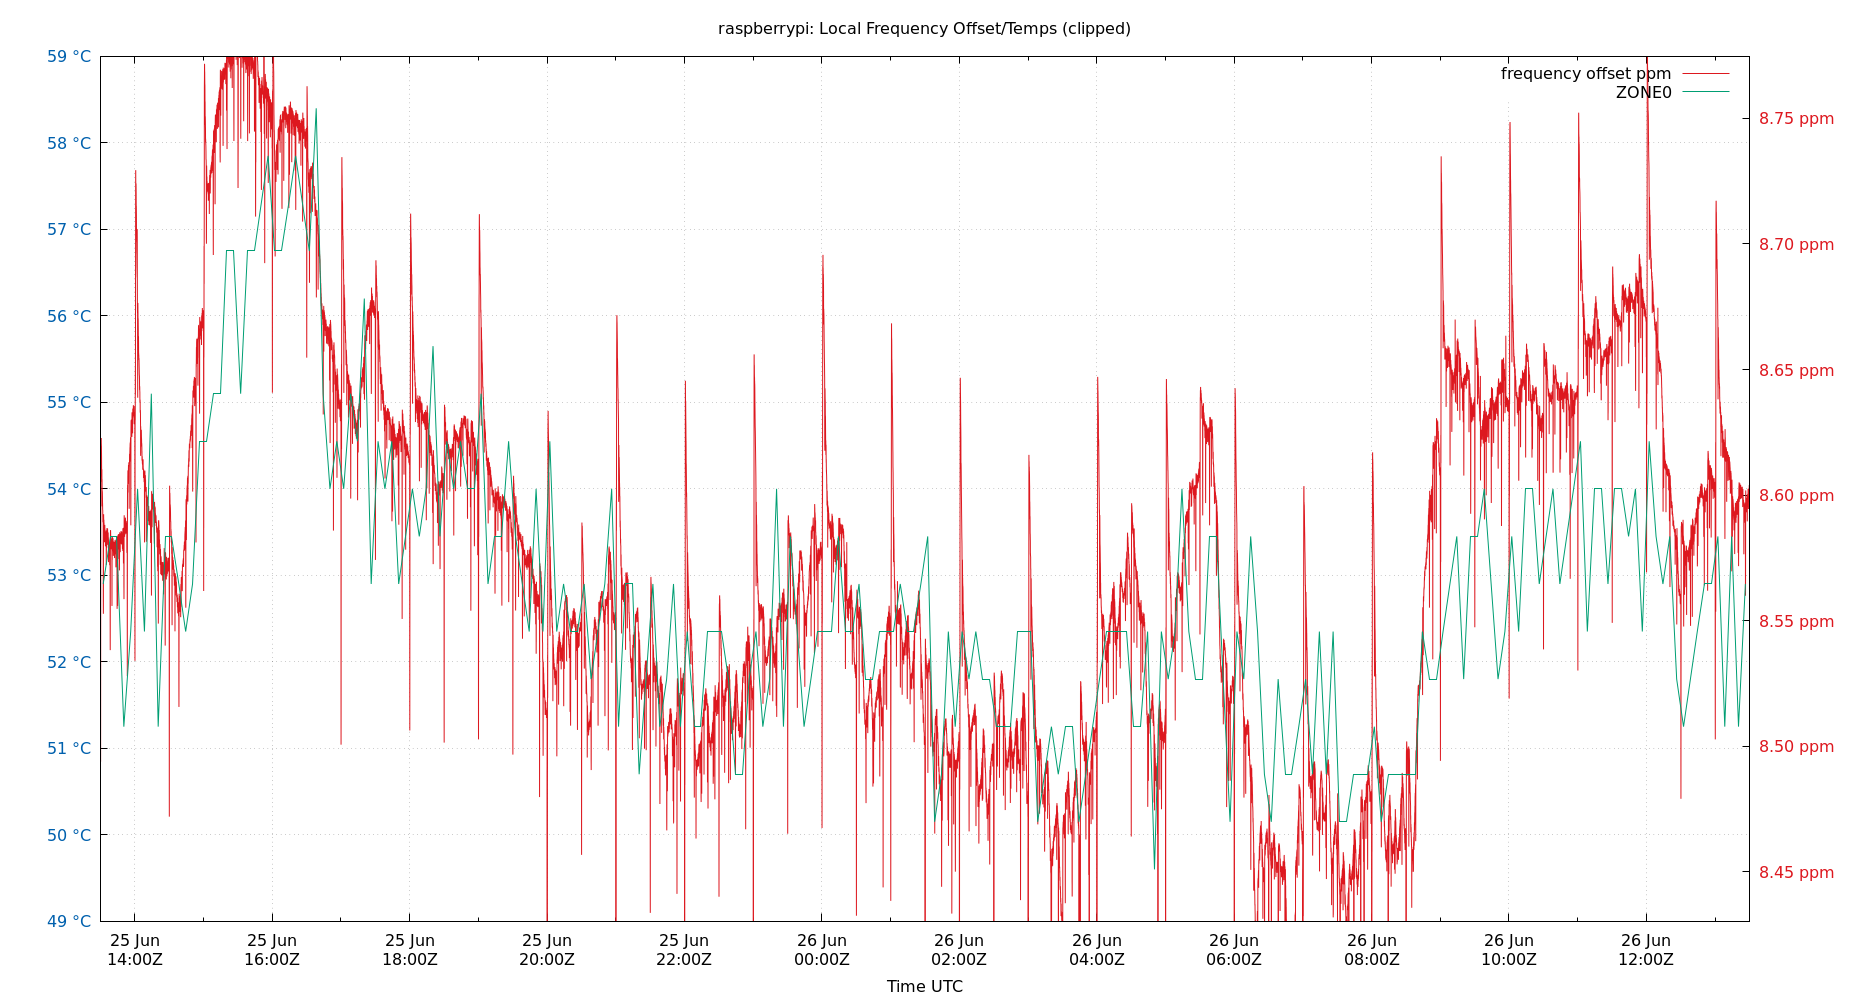 raspberrypi: Local Frequency Offset/Temps (clipped)
frequency offset ppm
ZONE0
59 °C
58 °C
57 °C
56 °C
55 °C
54 °C
53 °C
52 °C
51 °C
50 °C
49 °C
8.75 ppm
8.70 ppm
8.65 ppm
8.60 ppm
8.55 ppm
8.50 ppm
8.45 ppm
25 Jun 25 Jun 25 Jun 25 Jun 25 Jun 26 Jun 26 Jun 26 Jun 26 Jun 26 Jun 26 Jun 26 Jun
14:00Z 16:00Z 18:00Z 20:00Z 22:00Z 00:00Z 02:00Z 04:00Z 06:00Z 08:00Z 10:00Z 12:00Z
Time UTC